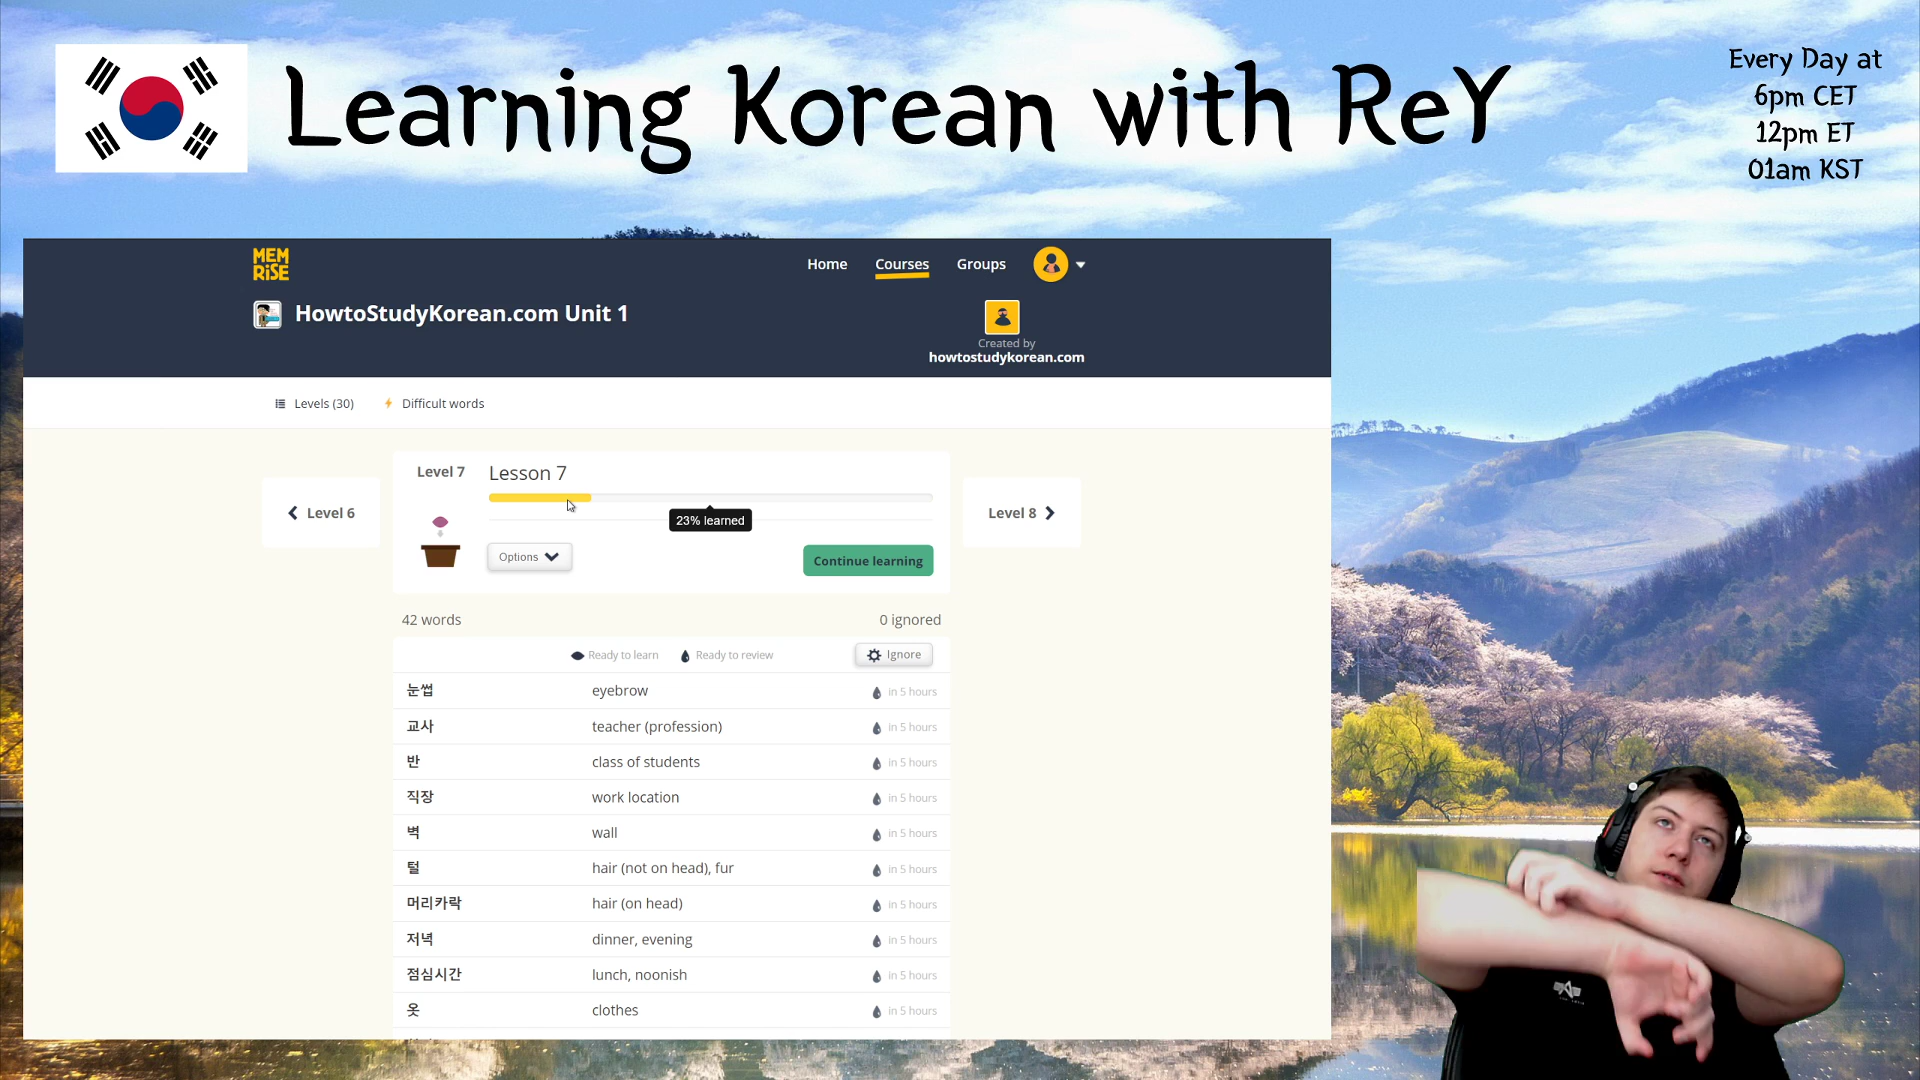 Learning Korean with ReY
Every Day at
6pm CET
12pm ET
01am KST
MEM
RiSE
Home
Courses
Groups
HowtoStudyKorean.com Unit 1
Created by
howtostudykorean.com
Levels (30)
Difficult words
Level 6
Level 7
Lesson 7
23% learned
Options
Continue learning
Level 8
42 words
0 ignored
Ready to learn
Ready to review
Ignore
눈썹 eyebrow in 5 hours
교사 teacher (profession) in 5 hours
반 class of students in 5 hours
직장 work location in 5 hours
벽 wall in 5 hours
털 hair (not on head), fur in 5 hours
머리카락 hair (on head) in 5 hours
저녁 dinner, evening in 5 hours
점심시간 lunch, noonish in 5 hours
옷 clothes in 5 hours